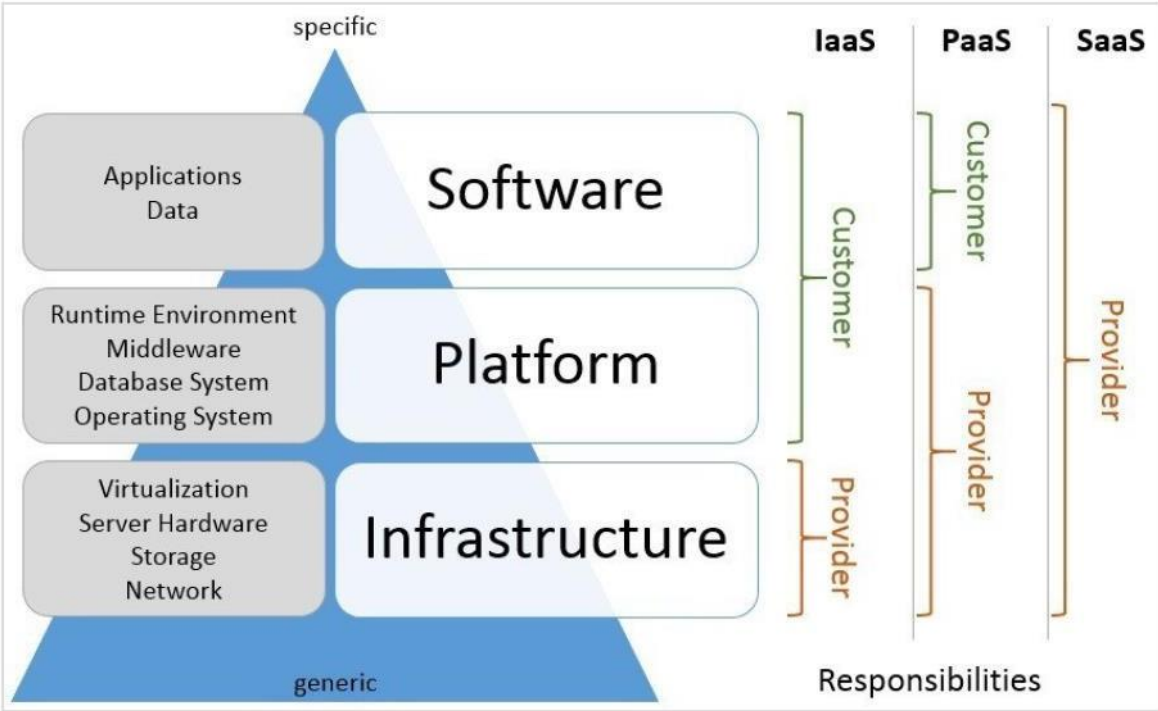 specific
IaaS
PaaS
SaaS
Applications
Data
Software
Customer
Customer
Runtime Environment
Middleware
Database System
Operating System
Platform
Provider
Provider
Virtualization
Server Hardware
Storage
Network
Infrastructure
Provider
generic
Responsibilities